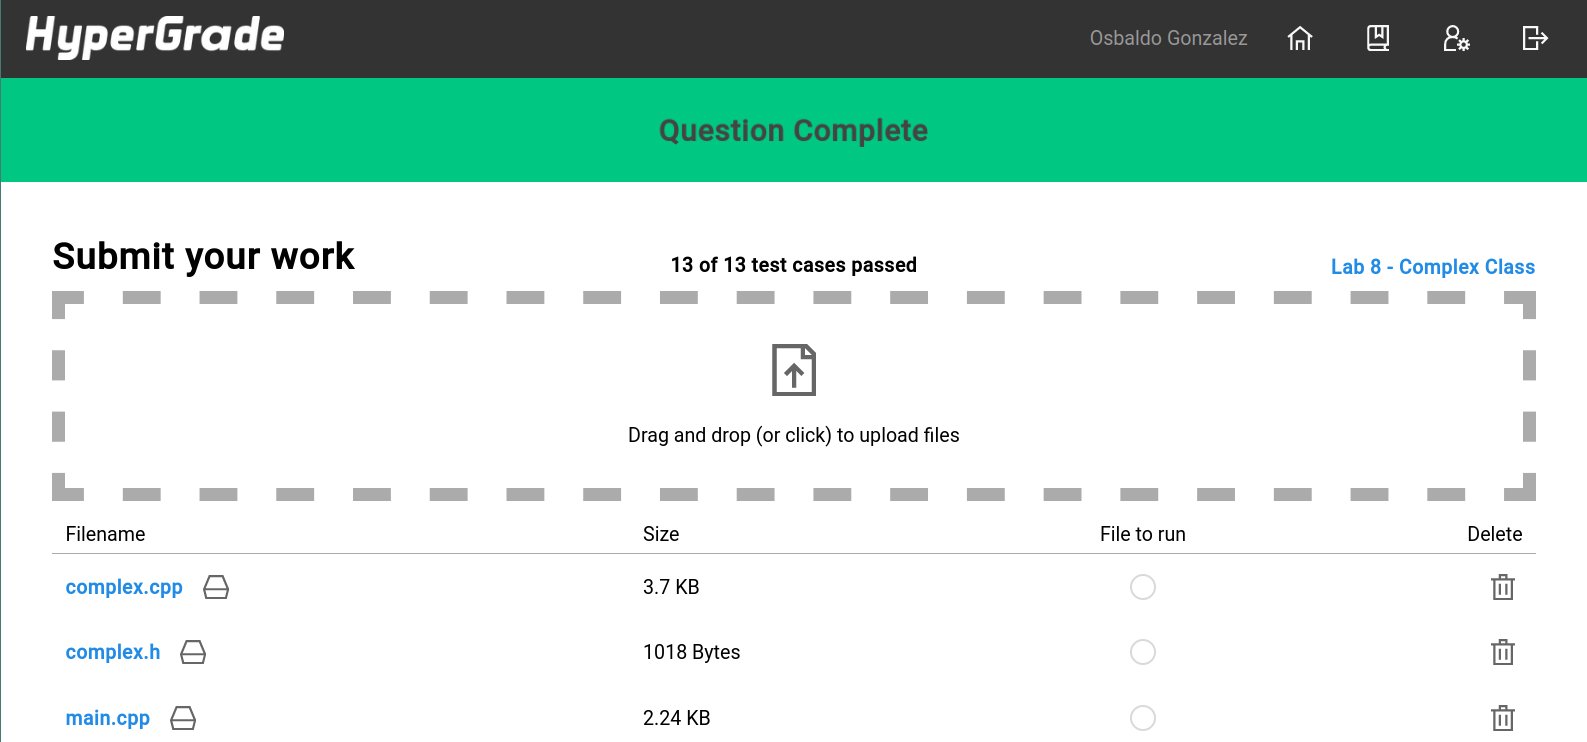 HyperGrade
Osbaldo Gonzalez
Question Complete
Submit your work
13 of 13 test cases passed
Lab 8 - Complex Class
Drag and drop (or click) to upload files
Filename Size File to run Delete
complex.cpp 3.7 KB
complex.h 1018 Bytes
main.cpp 2.24 KB